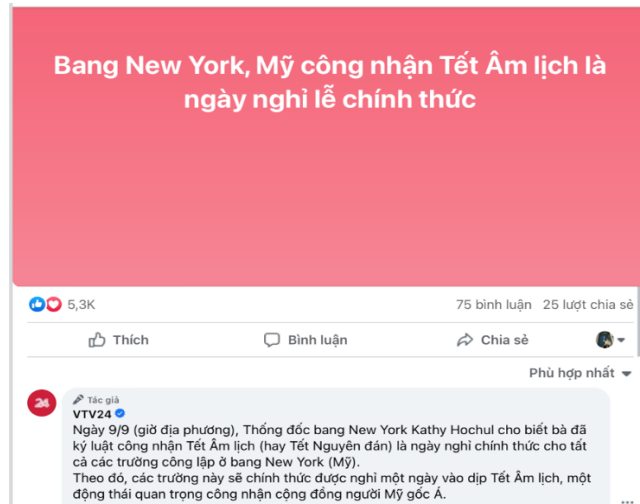 Bang New York, Mỹ công nhận Tết Âm lịch là
ngày nghỉ lễ chính thức
5,3K
75 bình luận 25 lượt chia sẻ
Thích
Bình luận
Chia sẻ
Phù hợp nhất
24
Tác giả
VTV24
Ngày 9/9 (giờ địa phương), Thống đốc bang New York Kathy Hochul cho biết bà đã
ký luật công nhận Tết Âm lịch (hay Tết Nguyên đán) là ngày nghỉ chính thức cho tất
cả các trường công lập ở bang New York (Mỹ).
Theo đó, các trường này sẽ chính thức được nghỉ một ngày vào dịp Tết Âm lịch, một
động thái quan trọng công nhận cộng đồng người Mỹ gốc Á.